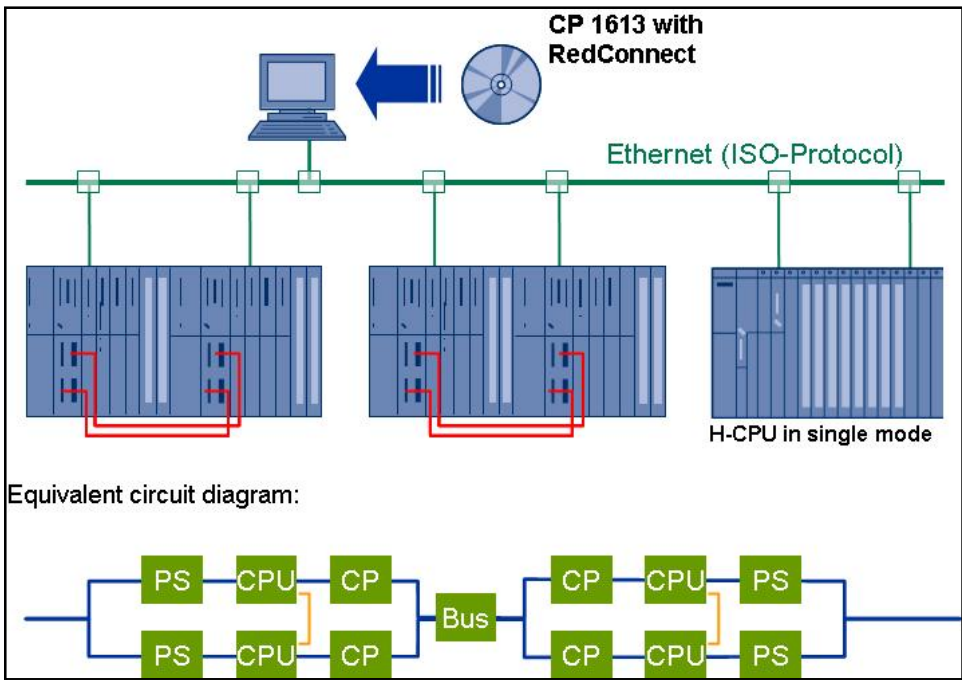 CP 1613 with
RedConnect
Ethernet (ISO-Protocol)
H-CPU in single mode
Equivalent circuit diagram:
PS CPU CP CP CPU PS
Bus
PS CPU CP CP CPU PS